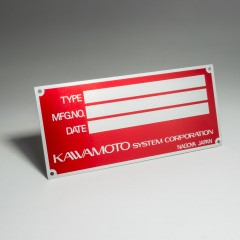 TYPE
MFG.NO.
DATE
KAWAMOTO SYSTEM CORPORATION
NAGOYA JAPAN